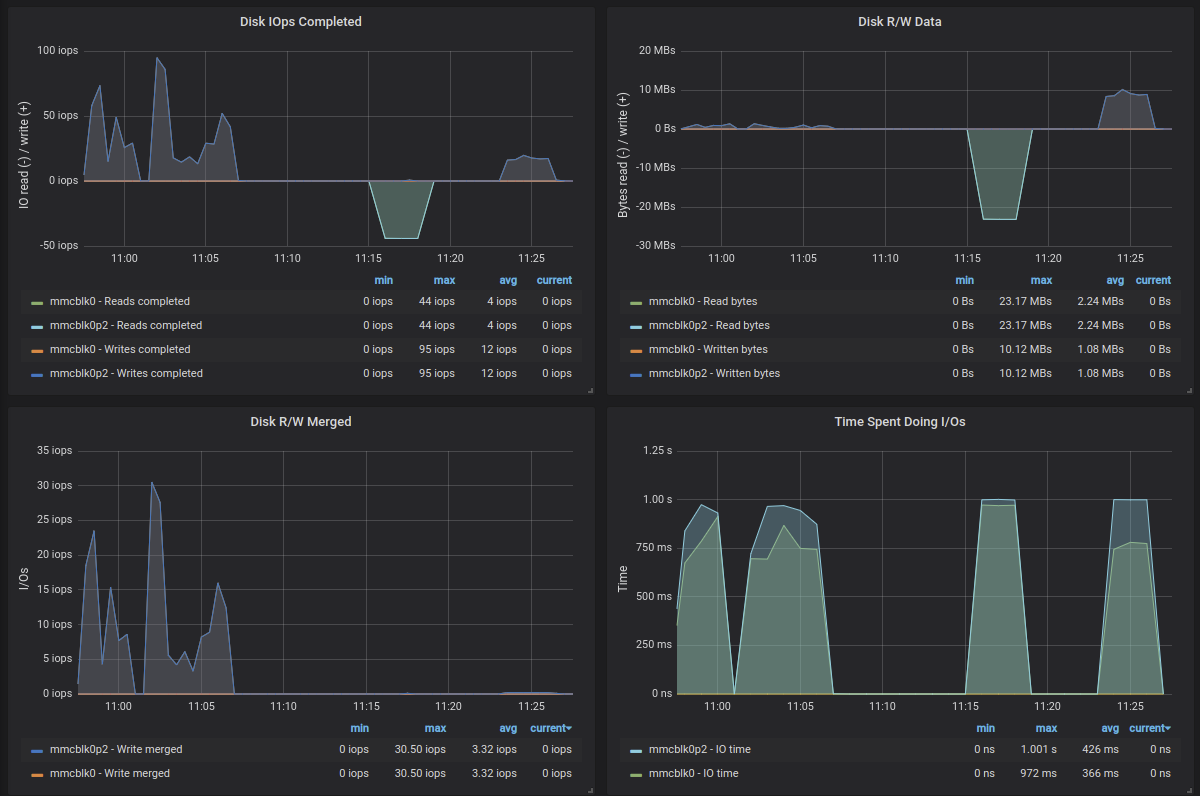 Disk IOps Completed
IO read (-) / write (+)
100 iops
50 iops
0 iops
-50 iops
11:00 11:05 11:10 11:15 11:20 11:25
min max avg current
mmcblk0 - Reads completed 0 iops 44 iops 4 iops 0 iops
mmcblk0p2 - Reads completed 0 iops 44 iops 4 iops 0 iops
mmcblk0 - Writes completed 0 iops 95 iops 12 iops 0 iops
mmcblk0p2 - Writes completed 0 iops 95 iops 12 iops 0 iops
Disk R/W Data
Bytes read (-) / write (+)
20 MBs
10 MBs
0 Bs
-10 MBs
-20 MBs
-30 MBs
11:00 11:05 11:10 11:15 11:20 11:25
min max avg current
mmcblk0 - Read bytes 0 Bs 23.17 MBs 2.24 MBs 0 Bs
mmcblk0p2 - Read bytes 0 Bs 23.17 MBs 2.24 MBs 0 Bs
mmcblk0 - Written bytes 0 Bs 10.12 MBs 1.08 MBs 0 Bs
mmcblk0p2 - Written bytes 0 Bs 10.12 MBs 1.08 MBs 0 Bs
Disk R/W Merged
I/Os
35 iops
30 iops
25 iops
20 iops
15 iops
10 iops
5 iops
0 iops
11:00 11:05 11:10 11:15 11:20 11:25
min max avg current
mmcblk0p2 - Write merged 0 iops 30.50 iops 3.32 iops 0 iops
mmcblk0 - Write merged 0 iops 30.50 iops 3.32 iops 0 iops
Time Spent Doing I/Os
Time
1.25 s
1.00 s
750 ms
500 ms
250 ms
0 ns
11:00 11:05 11:10 11:15 11:20 11:25
min max avg current
mmcblk0p2 - IO time 0 ns 1.001 s 426 ms 0 ns
mmcblk0 - IO time 0 ns 972 ms 366 ms 0 ns